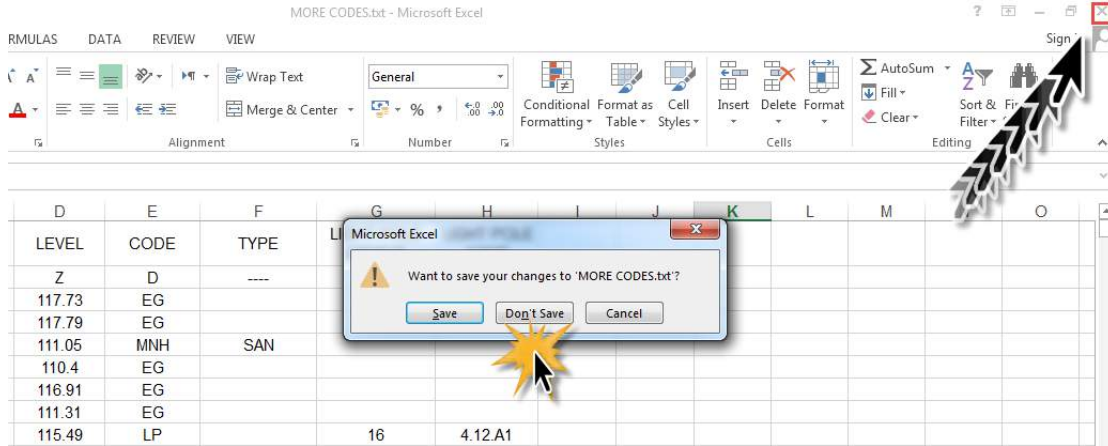 MORE CODES.txt - Microsoft Excel
RMULAS DATA REVIEW VIEW Sign
Wrap Text General AutoSum
Merge & Center % Conditional Formatting Format as Table Cell Styles Insert Delete Format Fill Clear Sort & Filter
Alignment Number Styles Cells Editing
D E F G H I J K L M O
LEVEL CODE TYPE
Z D ----
117.73 EG
117.79 EG
111.05 MNH SAN
110.4 EG
116.91 EG
111.31 EG
115.49 LP 16 4.12.A1
Microsoft Excel
Want to save your changes to 'MORE CODES.txt'?
Save Don't Save Cancel